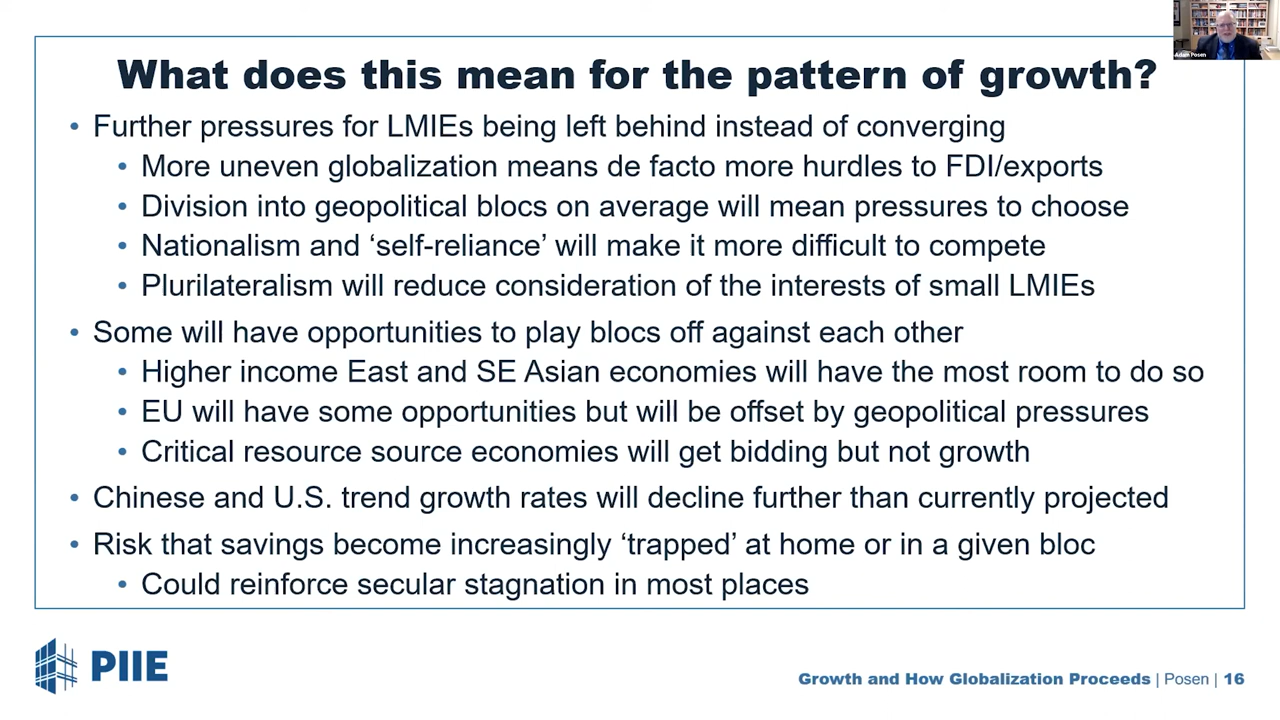 Adam Posen
What does this mean for the pattern of growth?
• Further pressures for LMIEs being left behind instead of converging
• More uneven globalization means de facto more hurdles to FDI/exports
• Division into geopolitical blocs on average will mean pressures to choose
• Nationalism and ‘self-reliance’ will make it more difficult to compete
• Plurilateralism will reduce consideration of the interests of small LMIEs
• Some will have opportunities to play blocs off against each other
• Higher income East and SE Asian economies will have the most room to do so
• EU will have some opportunities but will be offset by geopolitical pressures
• Critical resource source economies will get bidding but not growth
• Chinese and U.S. trend growth rates will decline further than currently projected
• Risk that savings become increasingly ‘trapped’ at home or in a given bloc
• Could reinforce secular stagnation in most places
PIIE
Growth and How Globalization Proceeds | Posen | 16